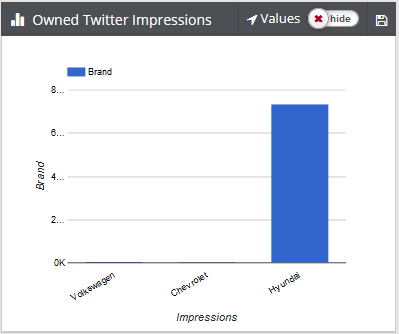 Owned Twitter Impressions
Values
hide
Brand
8...
6...
4...
2...
0K
Brand
Volkswagen
Chevrolet
Hyundai
Impressions